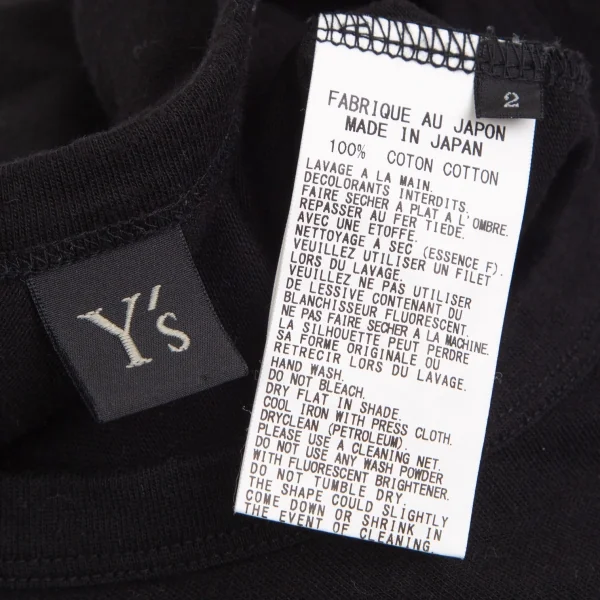 2
FABRIQUE AU JAPON
MADE IN JAPAN
100% COTON COTTON
LAVAGE A LA MAIN.
DECOLORANTS INTERDITS.
FAIRE SECHER A PLAT A L'OMBRE.
REPASSER AU FER TIEDE.
AVEC UNE ETOFFE.
NETTOYAGE A SEC (ESSENCE F).
VEUILLEZ UTILISER UN FILET
LORS DU LAVAGE.
VEUILLEZ NE PAS UTILISER
DE LESSIVE CONTENANT DU
BLANCHISSEUR FLUORESCENT.
NE PAS FAIRE SECHER A LA MACHINE.
LA SILHOUETTE PEUT PERDRE
SA FORME ORIGINALE OU
RETRECIR LORS DU LAVAGE.
HAND WASH.
DO NOT BLEACH.
DRY FLAT IN SHADE.
COOL IRON WITH PRESS CLOTH.
DRYCLEAN (PETROLEUM).
PLEASE USE A CLEANING NET.
DO NOT USE ANY WASH POWDER
WITH FLUORESCENT BRIGHTENER.
DO NOT TUMBLE DRY.
THE SHAPE COULD SLIGHTLY
COME DOWN OR SHRINK IN
THE EVENT OF CLEANING.
Y's